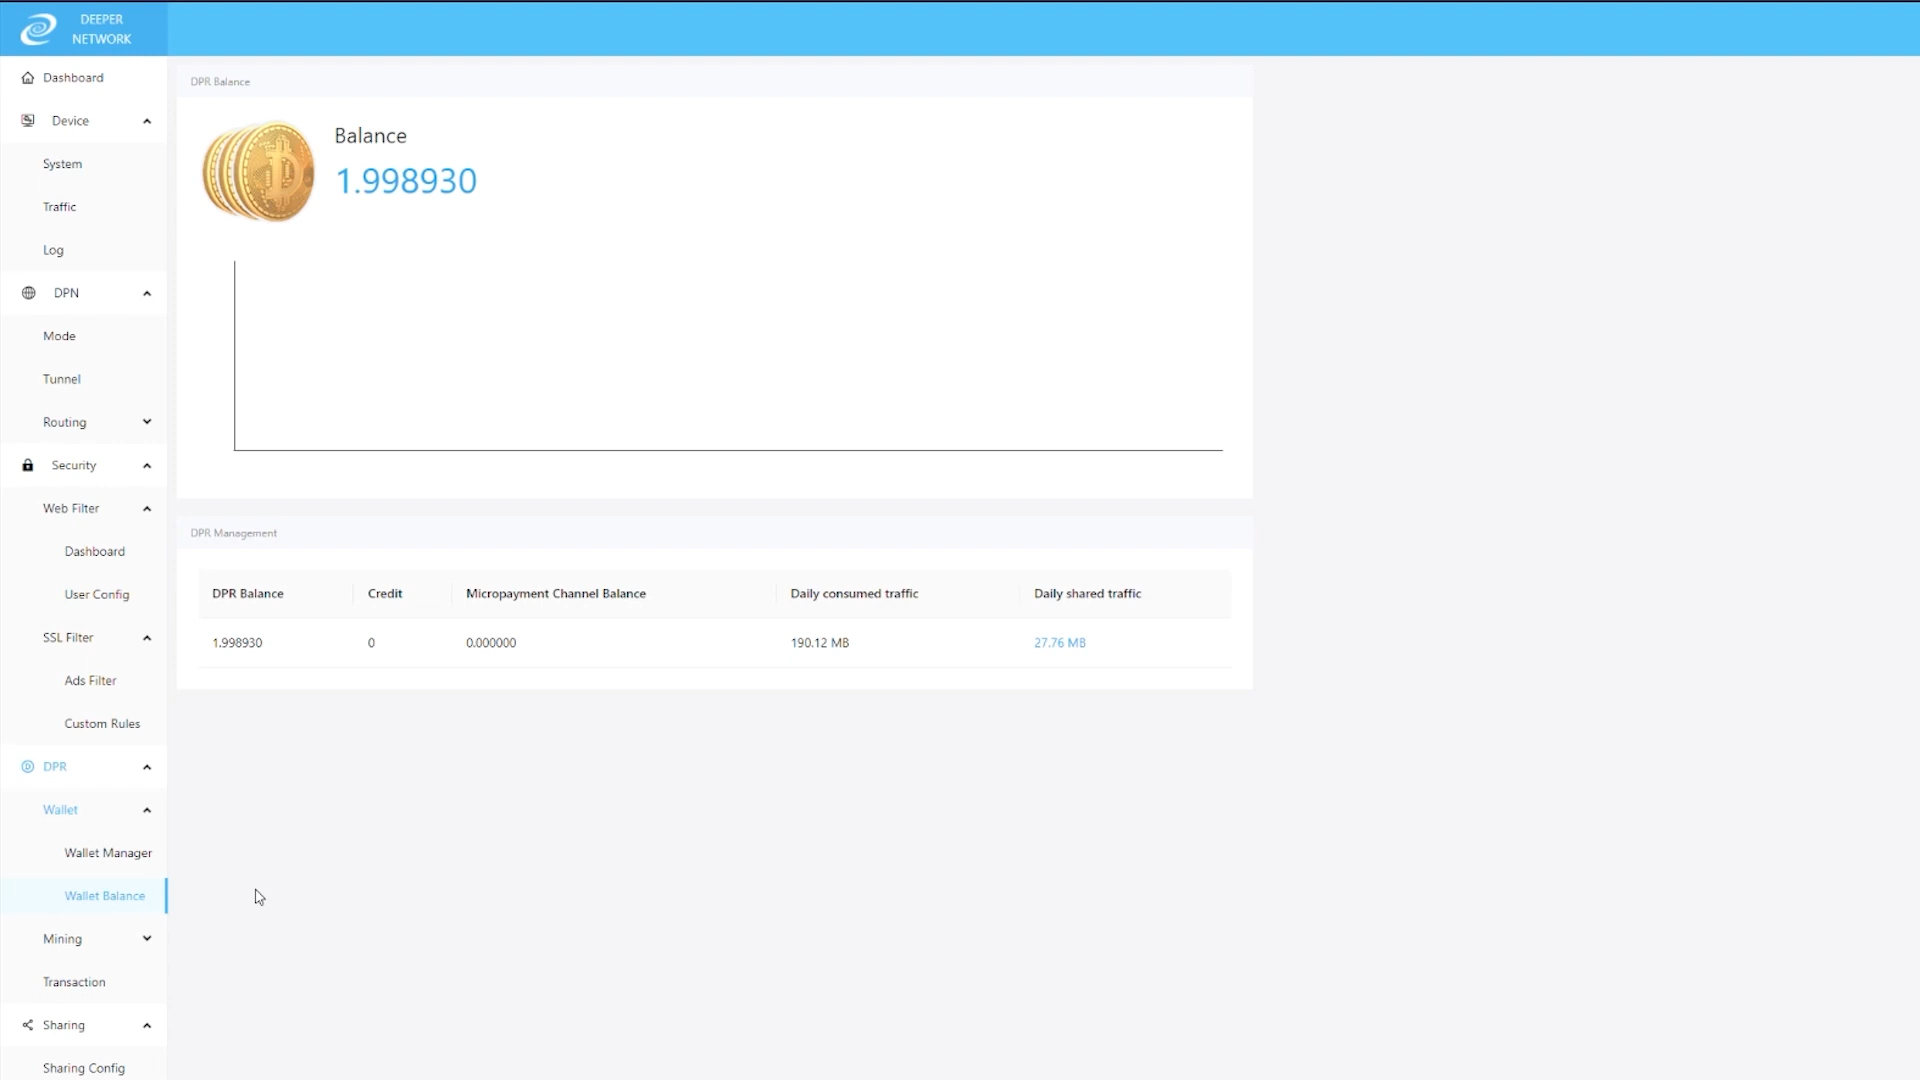 DEEPER
NETWORK
Dashboard
Device
System
Traffic
Log
DPN
Mode
Tunnel
Routing
Security
Web Filter
Dashboard
User Config
SSL Filter
Ads Filter
Custom Rules
DPR
Wallet
Wallet Manager
Wallet Balance
Mining
Transaction
Sharing
Sharing Config
DPR Balance
Balance
1.998930
DPR Management
DPR Balance Credit Micropayment Channel Balance Daily consumed traffic Daily shared traffic
1.998930 0 0.000000 190.12 MB 27.76 MB